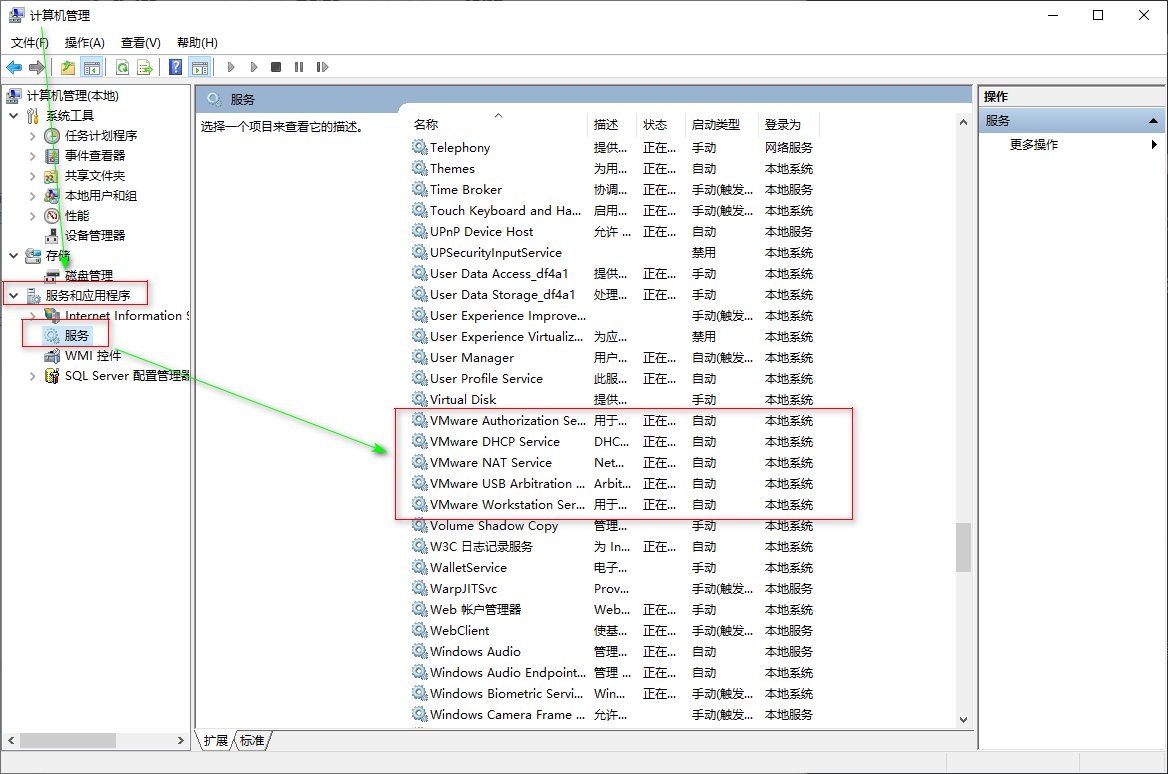 计算机管理
文件(F) 操作(A) 查看(V) 帮助(H)
计算机管理(本地)
系统工具
任务计划程序
事件查看器
共享文件夹
本地用户和组
性能
设备管理器
存储
磁盘管理
服务和应用程序
Internet Information S
服务
WMI 控件
SQL Server 配置管理器
服务
选择一个项目来查看它的描述。
名称 描述 状态 启动类型 登录为
Telephony 提供... 正在... 手动 网络服务
Themes 为用... 正在... 自动 本地系统
Time Broker 协调... 正在... 手动(触发... 本地服务
Touch Keyboard and Ha... 启用... 正在... 手动(触发... 本地系统
UPnP Device Host 允许 ... 正在... 自动 本地服务
UPSecurityInputService 禁用 本地系统
User Data Access_df4a1 提供... 正在... 手动 本地系统
User Data Storage_df4a1 处理... 正在... 手动 本地系统
User Experience Improve... 手动(触发... 本地系统
User Experience Virtualiz... 为应... 禁用 本地系统
User Manager 用户... 正在... 自动(触发... 本地系统
User Profile Service 此服... 正在... 自动 本地系统
Virtual Disk 提供... 手动 本地系统
VMware Authorization Se... 用于... 正在... 自动 本地系统
VMware DHCP Service DHC... 正在... 自动 本地系统
VMware NAT Service Net... 正在... 自动 本地系统
VMware USB Arbitration ... Arbit... 正在... 自动 本地系统
VMware Workstation Ser... 用于... 正在... 自动 本地系统
Volume Shadow Copy 管理... 手动 本地系统
W3C 日志记录服务 为 In... 正在... 自动 本地系统
WalletService 电子... 手动 本地系统
WarpJITSvc Prov... 手动(触发... 本地服务
Web 帐户管理器 Web... 正在... 手动 本地系统
WebClient 使基... 正在... 手动(触发... 本地服务
Windows Audio 管理... 正在... 自动 本地服务
Windows Audio Endpoint... 管理 ... 正在... 自动 本地系统
Windows Biometric Servi... Win... 正在... 手动(触发... 本地系统
Windows Camera Frame ... 允许... 手动(触发... 本地服务
扩展 标准
操作
服务
更多操作